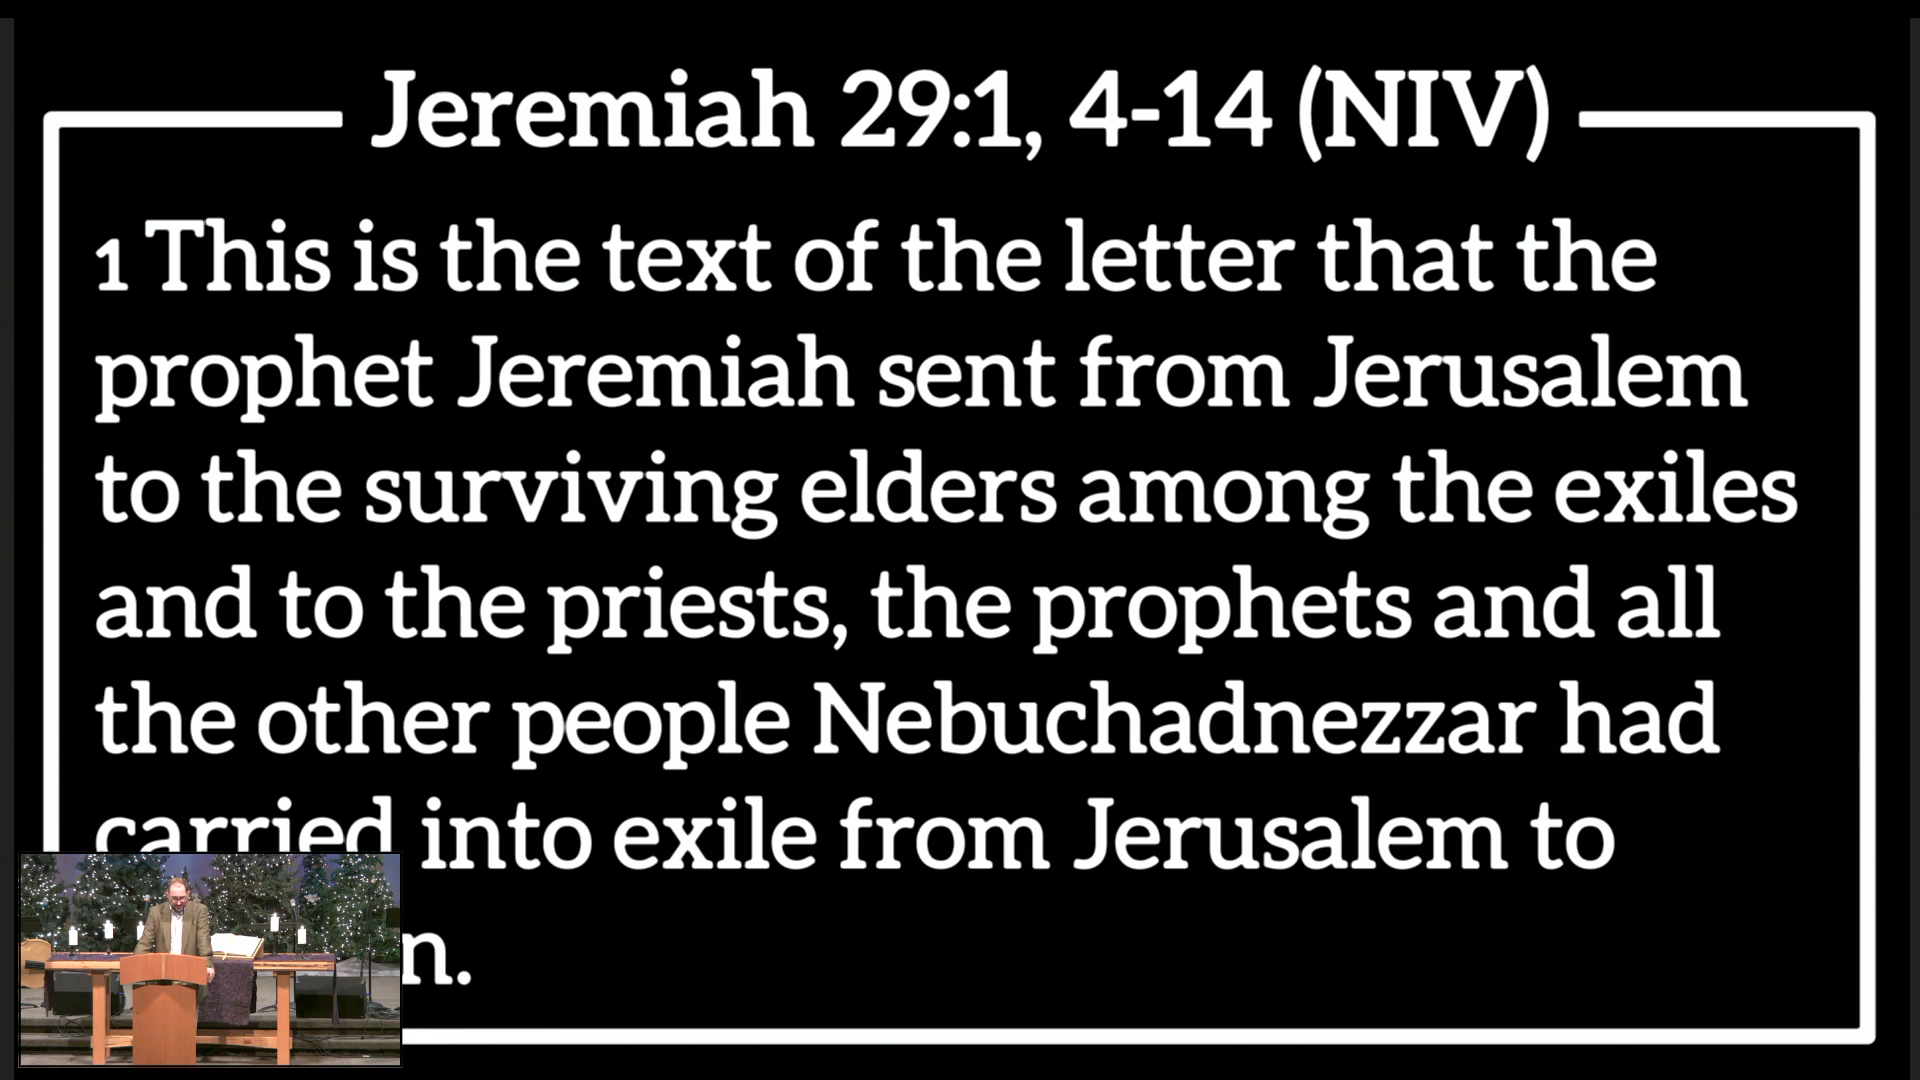 Jeremiah 29:1, 4-14 (NIV)
1 This is the text of the letter that the
prophet Jeremiah sent from Jerusalem
to the surviving elders among the exiles
and to the priests, the prophets and all
the other people Nebuchadnezzar had
carried into exile from Jerusalem to
n.